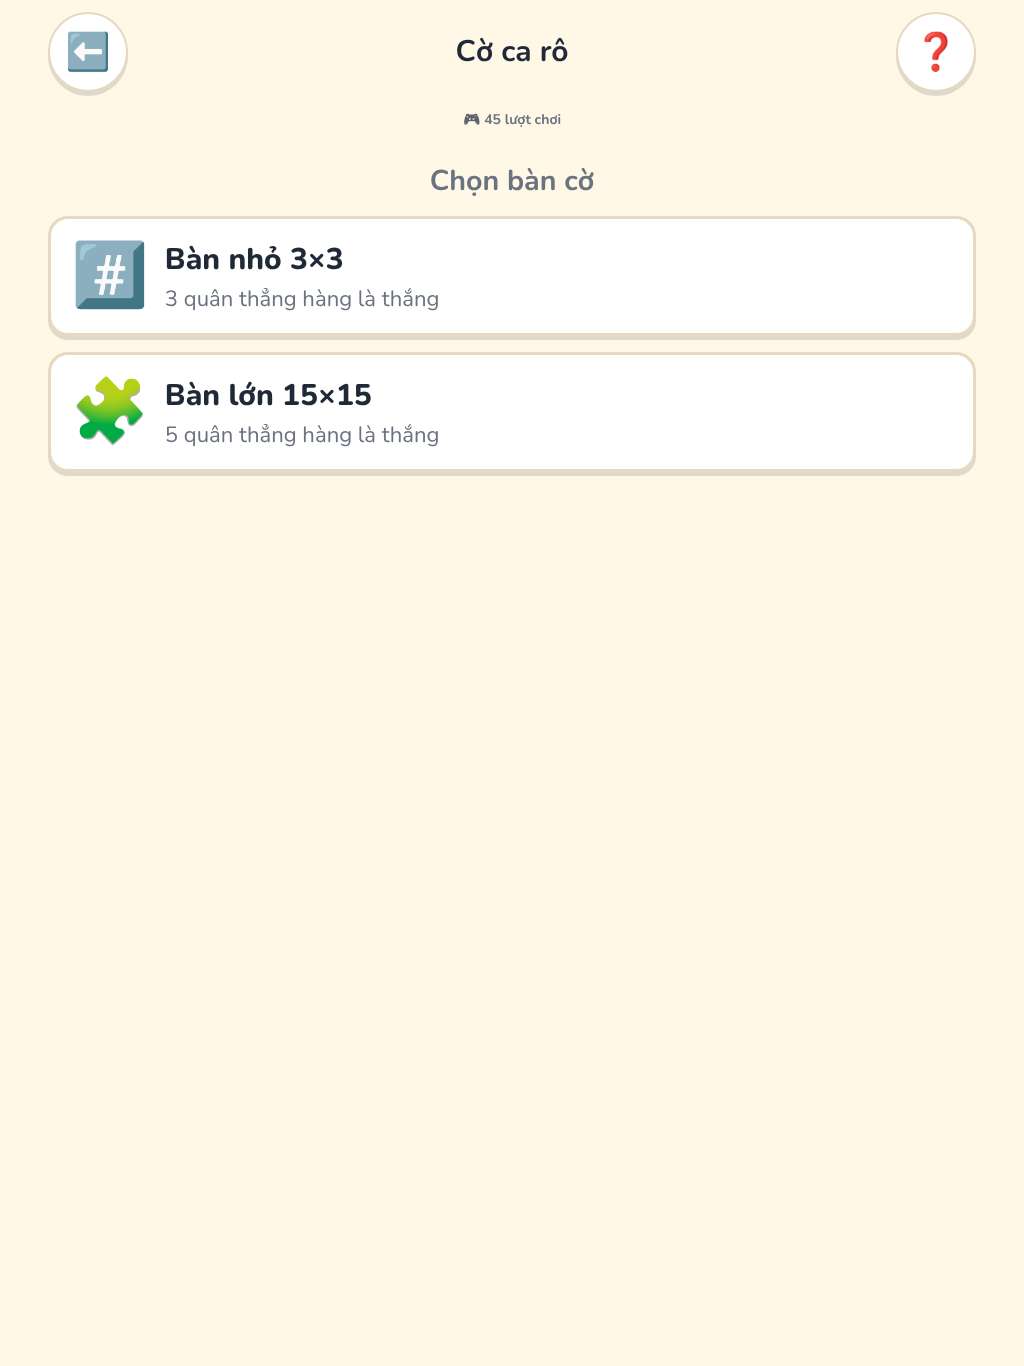 Cờ ca rô
🎮 45 lượt chơi
Chọn bàn cờ
Bàn nhỏ 3×3
3 quân thẳng hàng là thắng
Bàn lớn 15×15
5 quân thẳng hàng là thắng